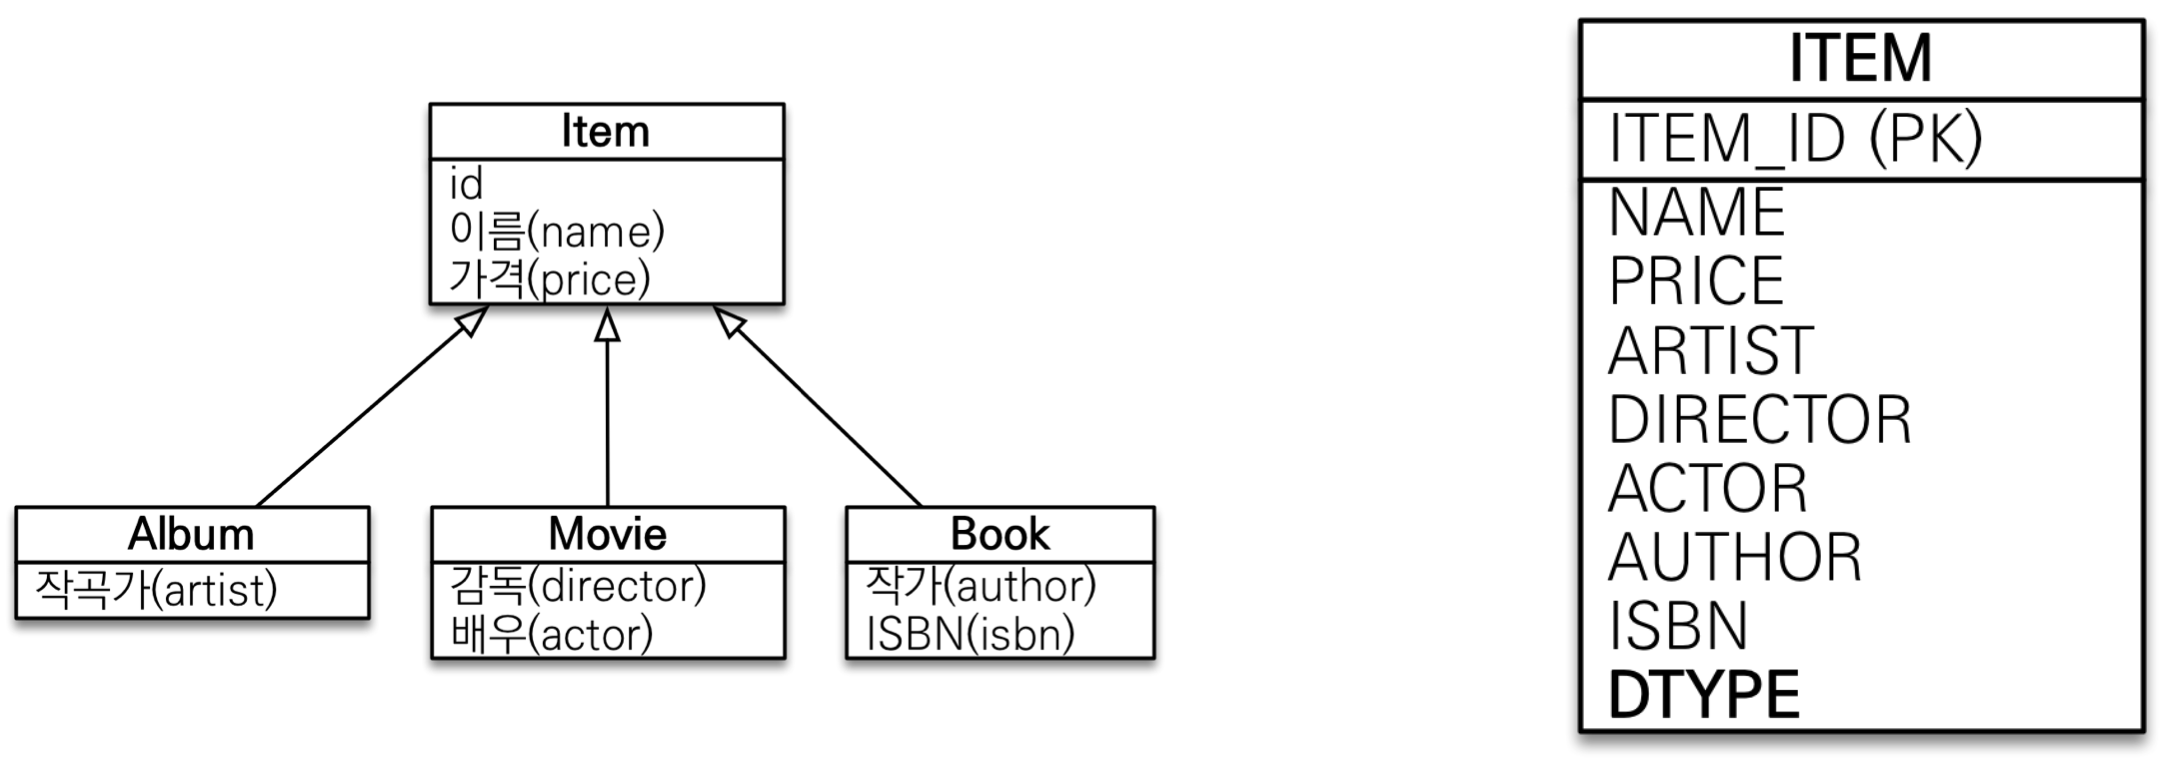 Item
id
이름(name)
가격(price)
Album
작곡가(artist)
Movie
감독(director)
배우(actor)
Book
작가(author)
ISBN(isbn)
ITEM
ITEM_ID (PK)
NAME
PRICE
ARTIST
DIRECTOR
ACTOR
AUTHOR
ISBN
DTYPE